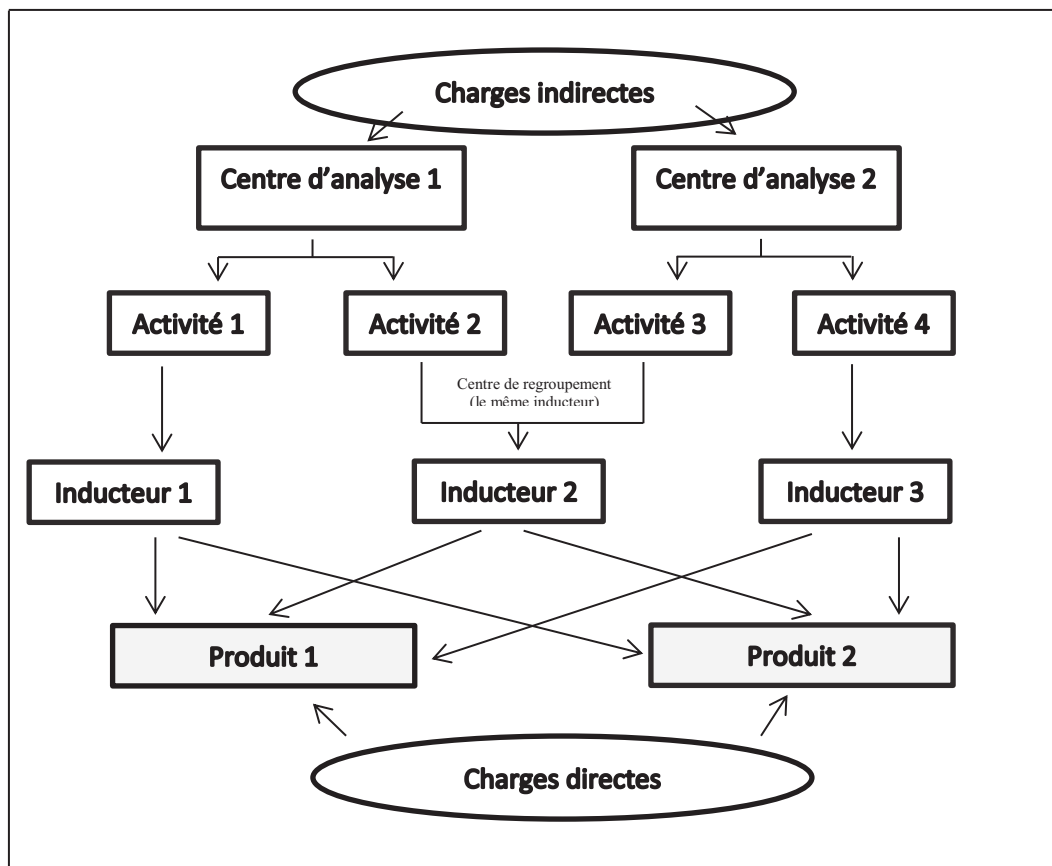 Charges indirectes
Centre d'analyse 1
Centre d'analyse 2
Activité 1
Activité 2
Activité 3
Activité 4
Centre de regroupement
(le même inducteur)
Inducteur 1
Inducteur 2
Inducteur 3
Produit 1
Produit 2
Charges directes